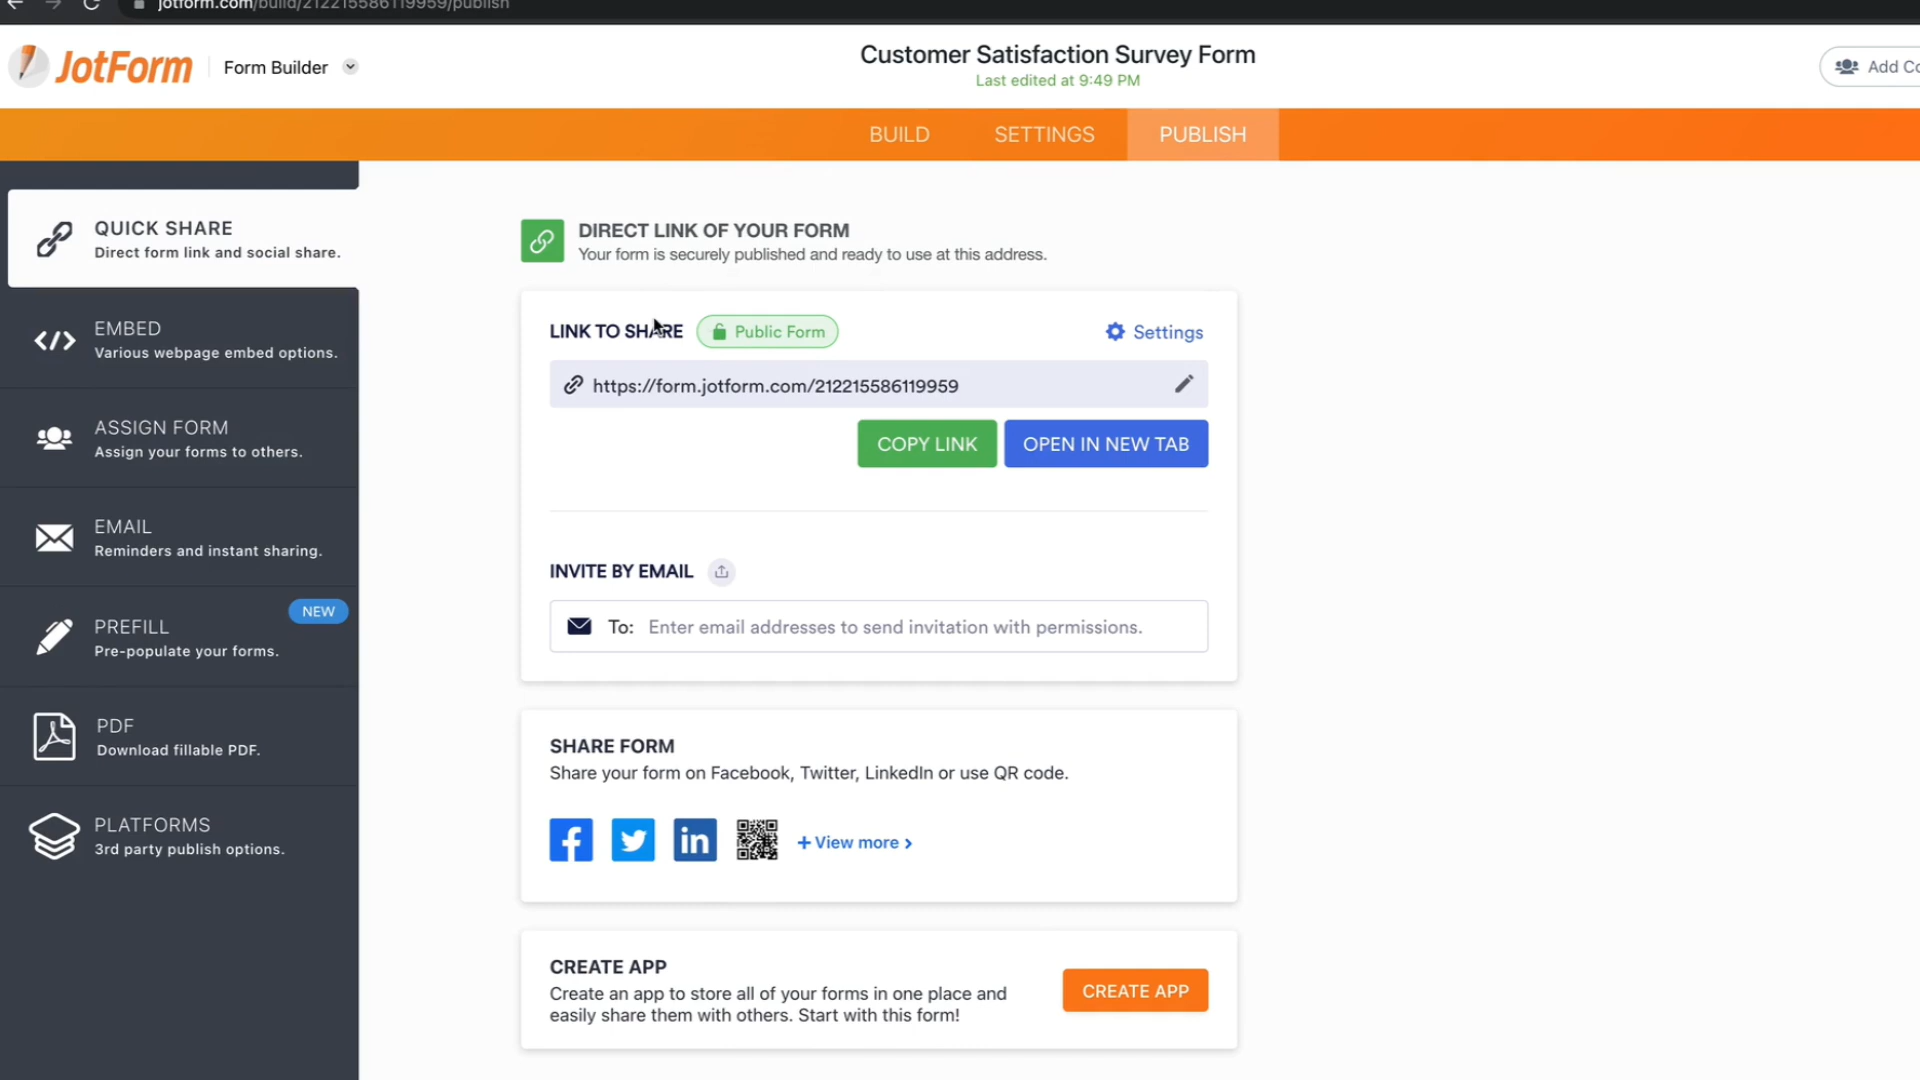 jotform.com/build/212215586119959/publish
JotForm
Form Builder
Customer Satisfaction Survey Form
Last edited at 9:49 PM
Add Co
BUILD
SETTINGS
PUBLISH
QUICK SHARE
Direct form link and social share.
EMBED
Various webpage embed options.
ASSIGN FORM
Assign your forms to others.
EMAIL
Reminders and instant sharing.
NEW
PREFILL
Pre-populate your forms.
PDF
Download fillable PDF.
PLATFORMS
3rd party publish options.
DIRECT LINK OF YOUR FORM
Your form is securely published and ready to use at this address.
LINK TO SHARE
Public Form
Settings
https://form.jotform.com/212215586119959
COPY LINK
OPEN IN NEW TAB
INVITE BY EMAIL
To: Enter email addresses to send invitation with permissions.
SHARE FORM
Share your form on Facebook, Twitter, LinkedIn or use QR code.
+ View more >
CREATE APP
Create an app to store all of your forms in one place and
easily share them with others. Start with this form!
CREATE APP